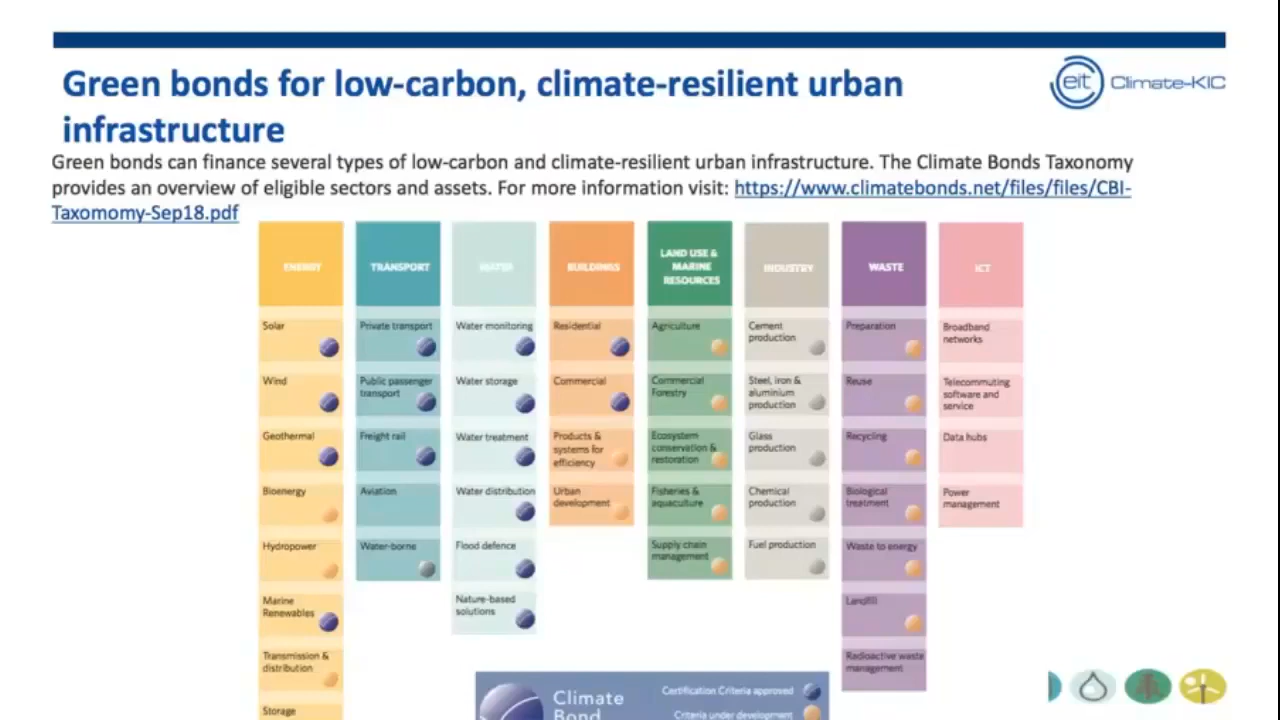 Green bonds for low-carbon, climate-resilient urban
infrastructure
eit Climate-KIC
Green bonds can finance several types of low-carbon and climate-resilient urban infrastructure. The Climate Bonds Taxonomy
provides an overview of eligible sectors and assets. For more information visit: https://www.climatebonds.net/files/files/CBI-
Taxomomy-Sep18.pdf
ENERGY
Solar
Wind
Geothermal
Bioenergy
Hydropower
Marine
Renewables
Transmission &
distribution
Storage
TRANSPORT
Private transport
Public passenger
transport
Freight rail
Aviation
Water-borne
WATER
Water monitoring
Water storage
Water treatment
Water distribution
Flood defence
Nature-based
solutions
BUILDINGS
Residential
Commercial
Products &
systems for
efficiency
Urban
development
LAND USE &
MARINE
RESOURCES
Agriculture
Commercial
Forestry
Ecosystem
conservation &
restoration
Fisheries &
aquaculture
Supply chain
management
INDUSTRY
Cement
production
Steel, iron &
aluminium
production
Glass
production
Chemical
production
Fuel production
WASTE
Preparation
Reuse
Recycling
Biological
treatment
Waste to energy
Landfill
Radioactive waste
management
ICT
Broadband
networks
Telecommuting
software and
service
Data hubs
Power
management
Climate
Bond
Certification Criteria approved
Criteria under development